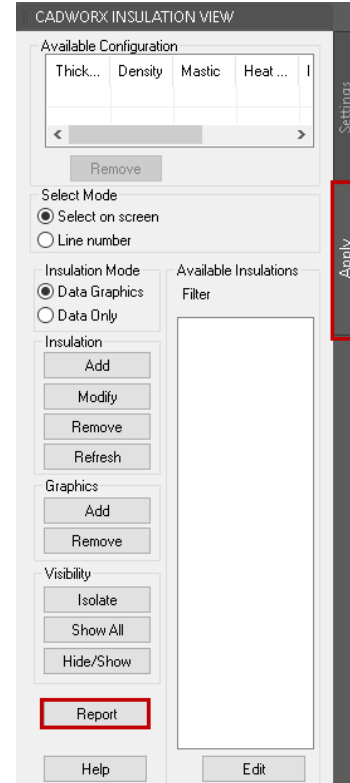 CADWORX INSULATION VIEW
Available Configuration
Thick... Density Mastic Heat ... I
Remove
Select Mode
Select on screen
Line number
Insulation Mode
Data Graphics
Data Only
Insulation
Add
Modify
Remove
Refresh
Graphics
Add
Remove
Visibility
Isolate
Show All
Hide/Show
Report
Help
Available Insulations
Filter
Edit
Settings
Apply